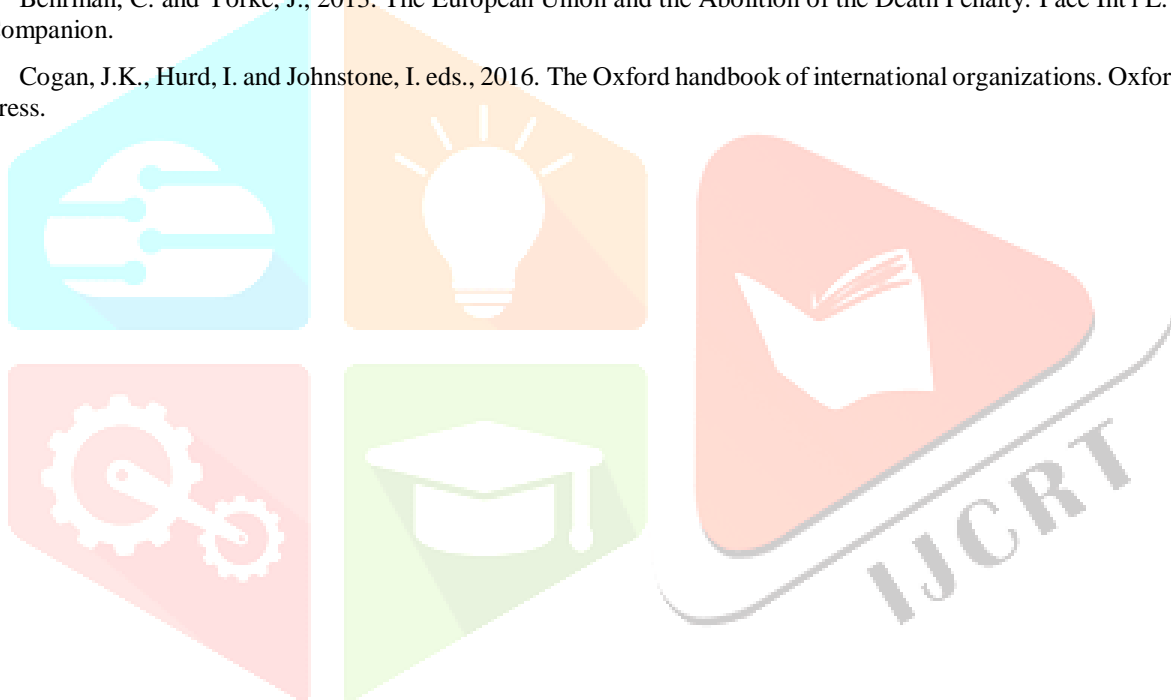 Behrman, C. and Yorke, J., The European Union and the Abolition of the Death Penalty. Pace Int'l L.
ompanion.
Cogan, J.K., Hurd, I. and Johnstone, I. eds., 2016. The Oxford handbook of international organizations. Oxfor
ress.
IJCRT